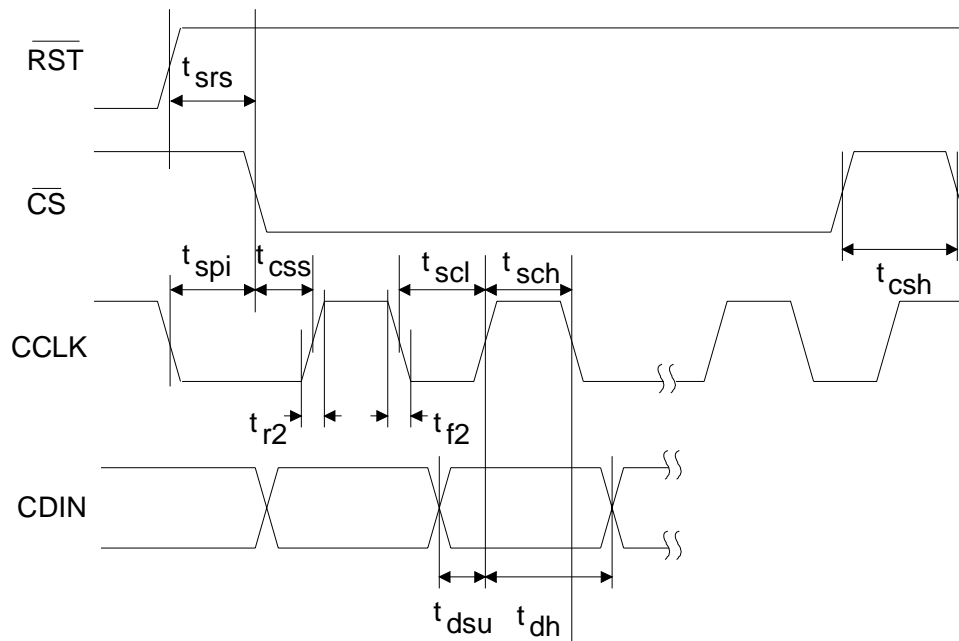 RST
t srs
CS
t spi t css t scl t sch t csh
CCLK
t r2 t f2
CDIN
t dsu t dh